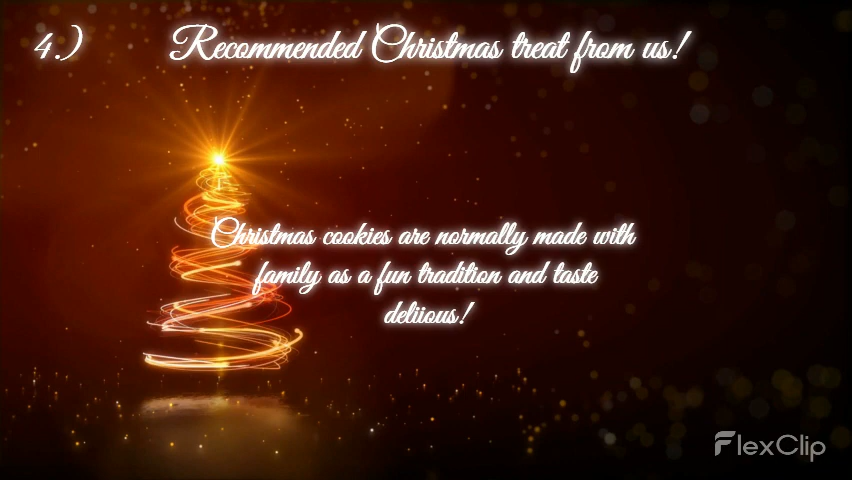 4.) Recommended Christmas treat from us!
Christmas cookies are normally made with
family as a fun tradition and taste
deliious!
FlexClip